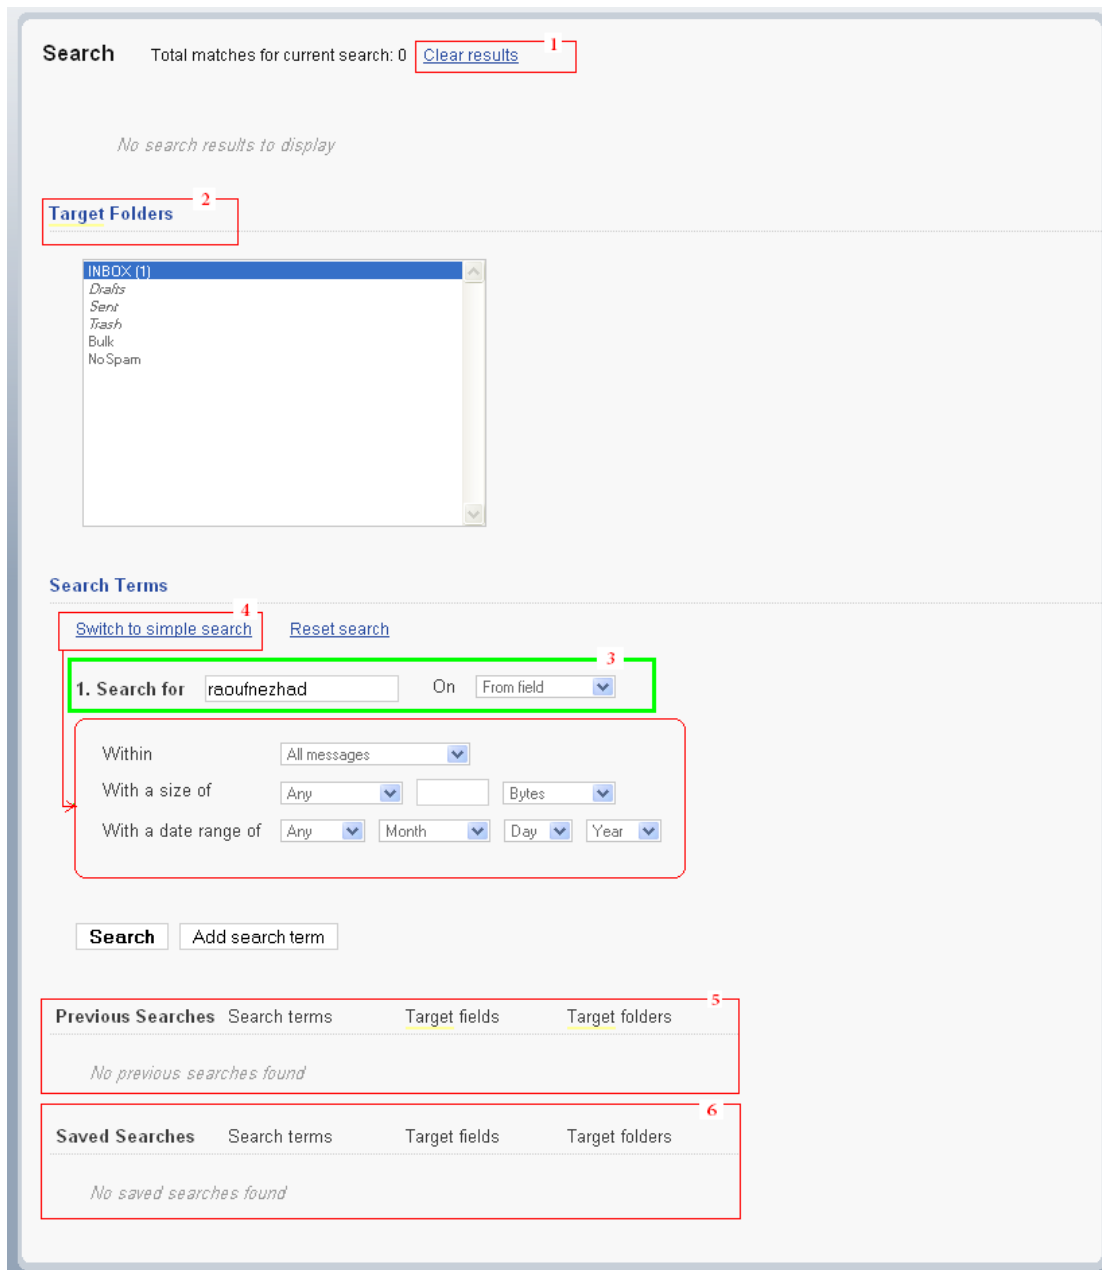 1
Search Total matches for current search: 0 Clear results
No search results to display
2
Target Folders
INBOX (1)
Drafts
Sent
Trash
Bulk
NoSpam
Search Terms
4
Switch to simple search Reset search
3
1. Search for raoufnezhad On From field
Within All messages
With a size of Any Bytes
With a date range of Any Month Day Year
Search Add search term
5
Previous Searches Search terms Target fields Target folders
No previous searches found
6
Saved Searches Search terms Target fields Target folders
No saved searches found